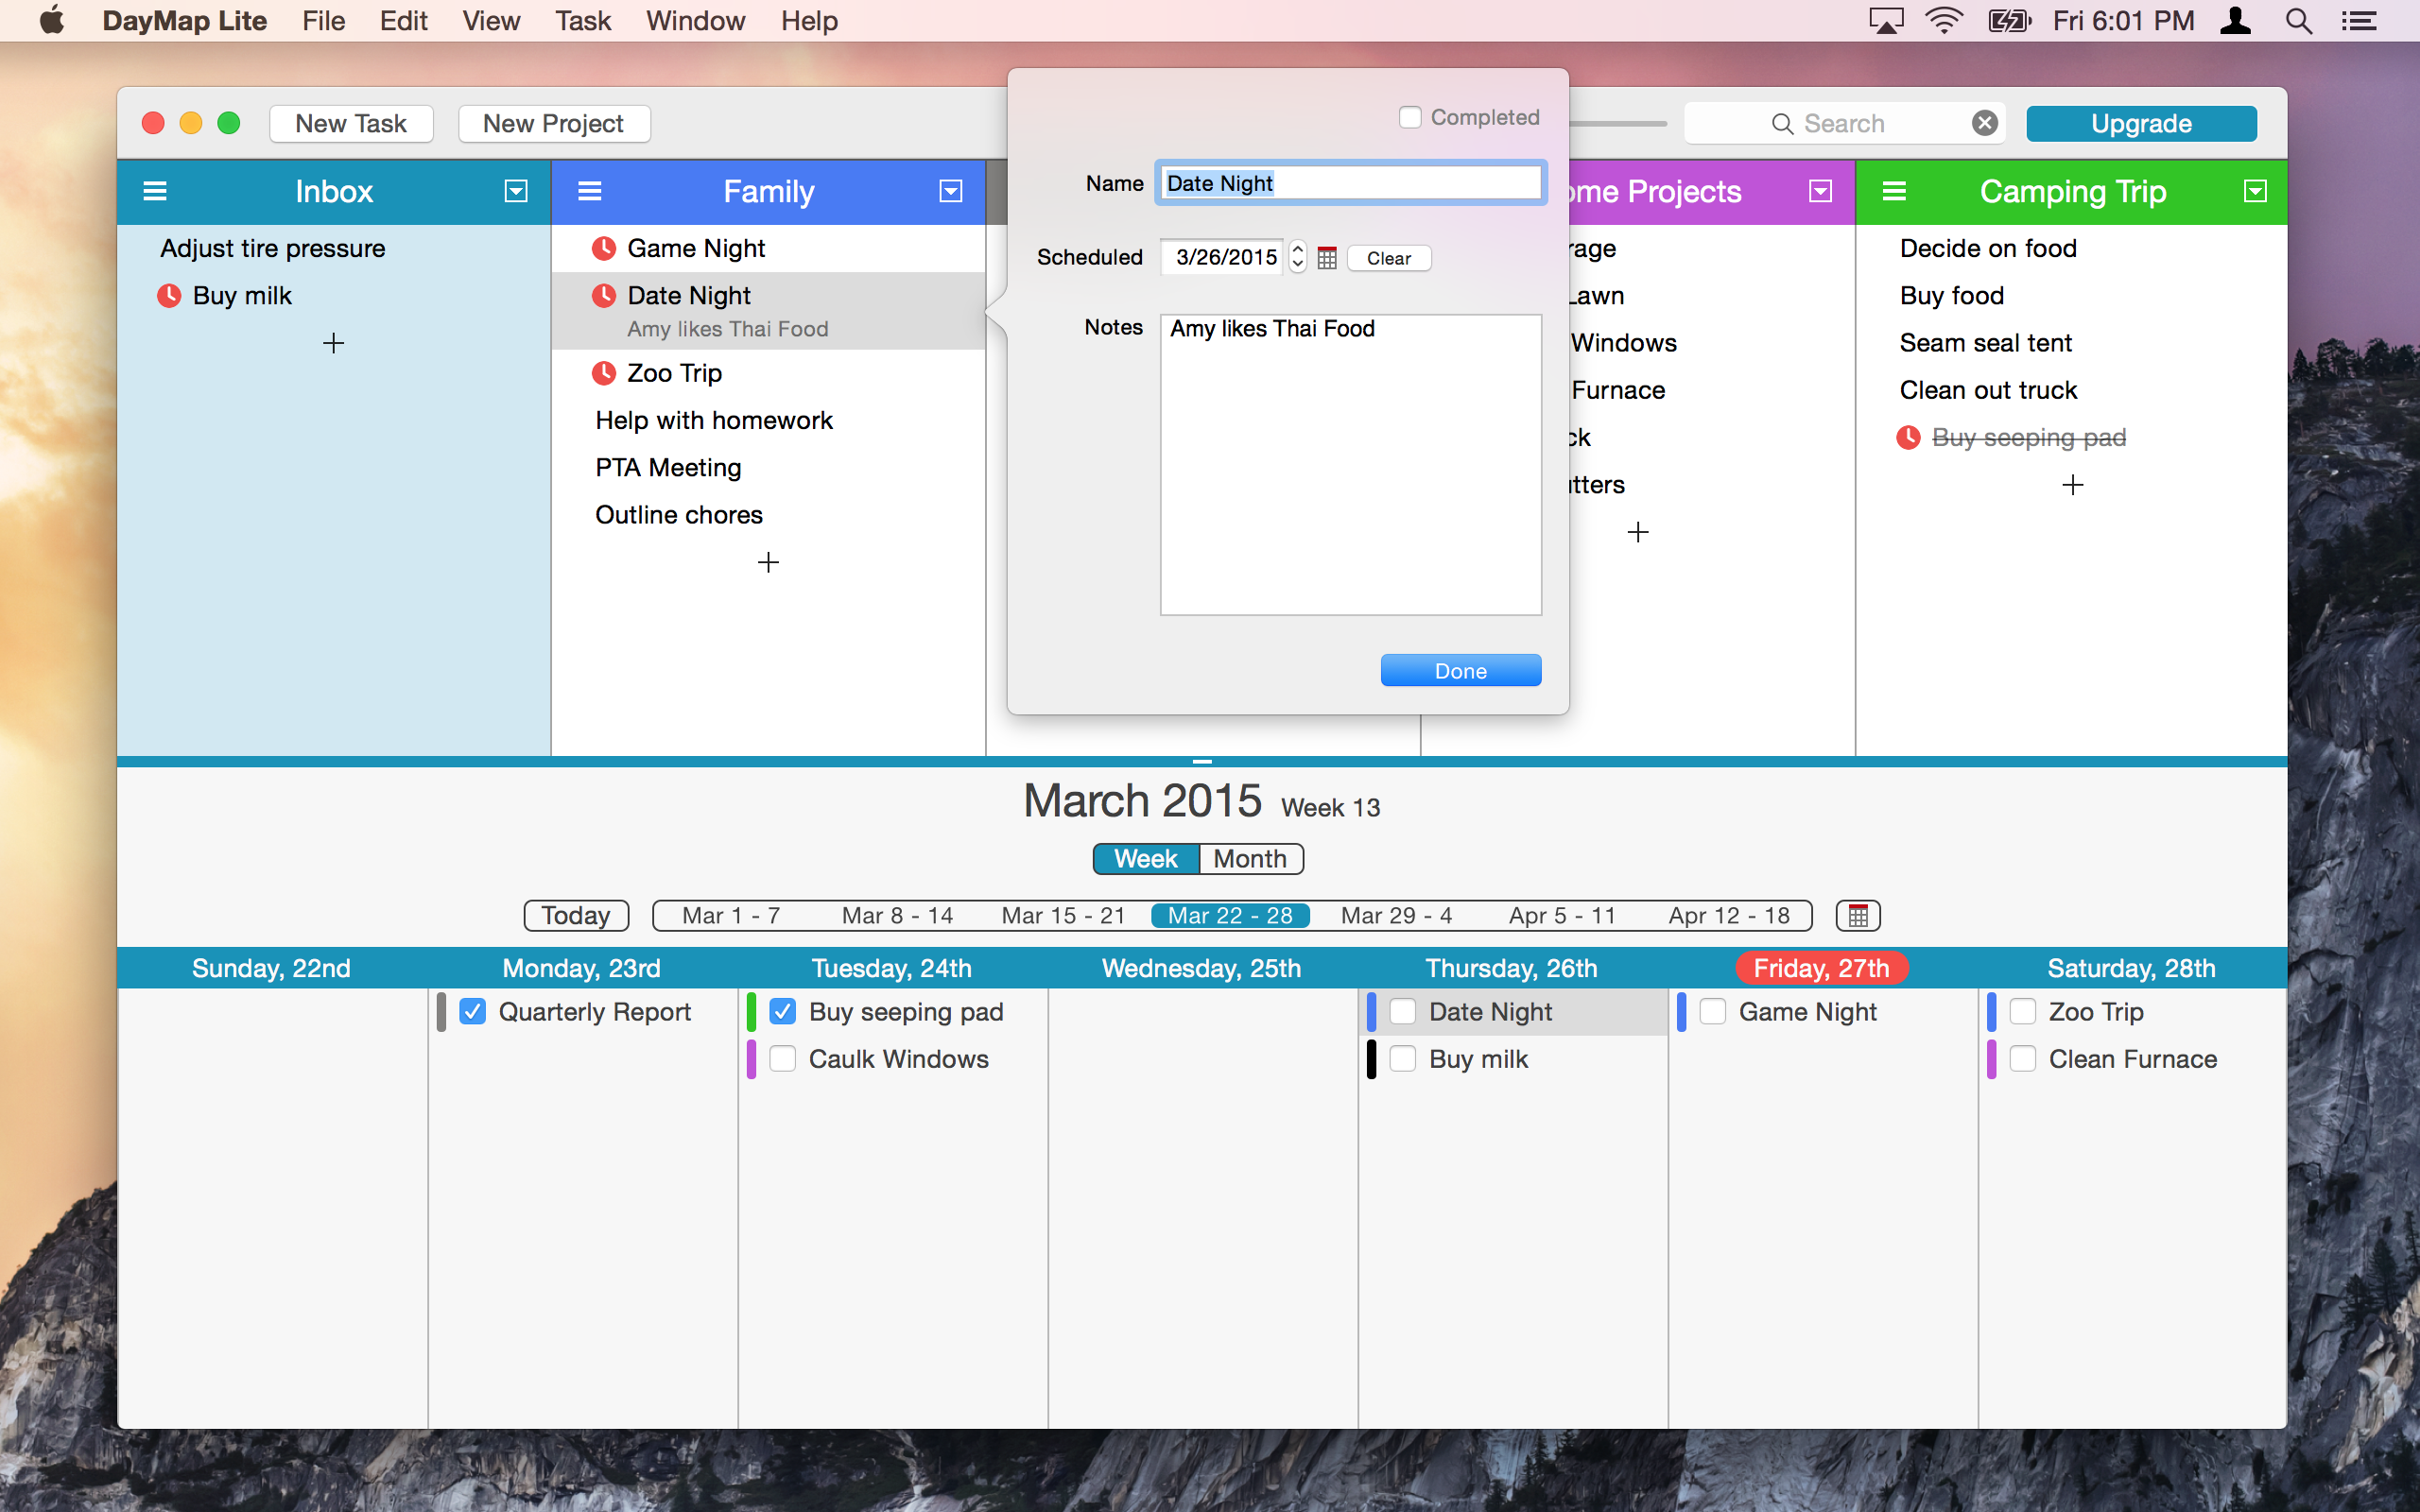 DayMap Lite File Edit View Task Window Help Fri 6:01 PM
New Task New Project Search Upgrade
Completed
Name Date Night
Scheduled 3/26/2015 Clear
Notes Amy likes Thai Food
Done
Inbox
Adjust tire pressure
Buy milk
+
Family
Game Night
Date Night
Amy likes Thai Food
Zoo Trip
Help with homework
PTA Meeting
Outline chores
+
ome Projects
rage
Lawn
Windows
Furnace
ck
utters
+
Camping Trip
Decide on food
Buy food
Seam seal tent
Clean out truck
Buy seeping pad
+
March 2015 Week 13
Week Month
Today Mar 1 - 7 Mar 8 - 14 Mar 15 - 21 Mar 22 - 28 Mar 29 - 4 Apr 5 - 11 Apr 12 - 18
Sunday, 22nd Monday, 23rd Tuesday, 24th Wednesday, 25th Thursday, 26th Friday, 27th Saturday, 28th
Quarterly Report Buy seeping pad Date Night Game Night Zoo Trip
Caulk Windows Buy milk Clean Furnace